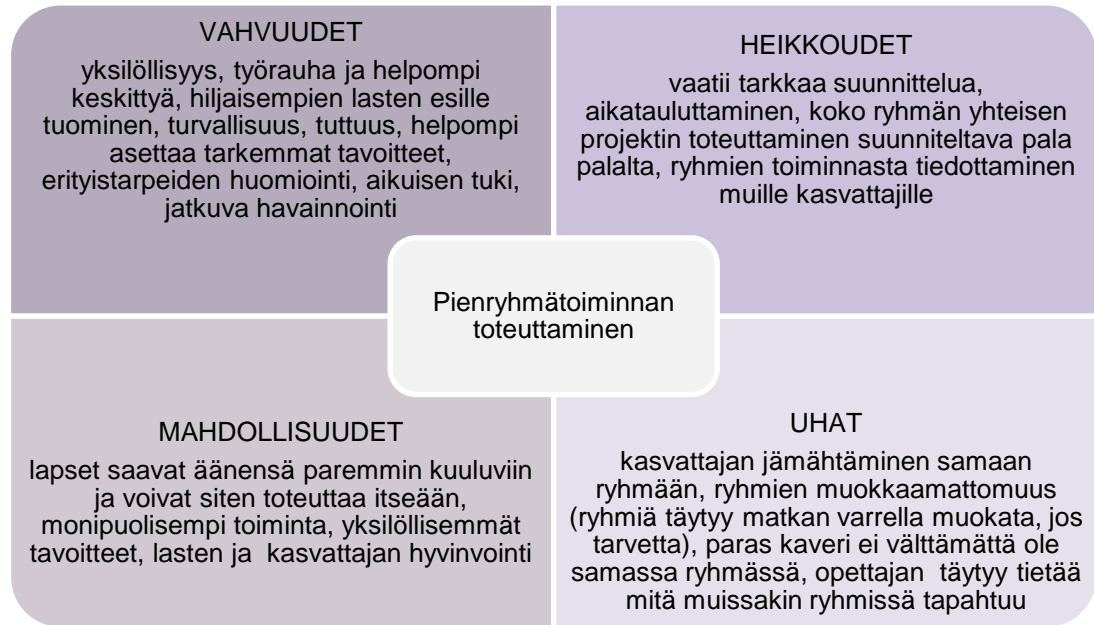 VAHVUUDET
yksilöllisyys, työrauha ja helpompi
keskittyä, hiljaisempien lasten esille
tuominen, turvallisuus, tuttuus, helpompi
asettaa tarkemmat tavoitteet,
erityistarpeiden huomiointi, aikuisen tuki,
jatkuva havainnointi
HEIKKOUDET
vaatii tarkkaa suunnittelua,
aikatauluttaminen, koko ryhmän yhteisen
projektin toteuttaminen suunniteltava pala
palalta, ryhmien toiminnasta tiedottaminen
muille kasvattajille
Pienryhmätoiminnan
toteuttaminen
MAHDOLLISUUDET
lapset saavat äänensä paremmin kuuluviin
ja voivat siten toteuttaa itseään,
monipuolisempi toiminta, yksilöllisemmät
tavoitteet, lasten ja kasvattajan hyvinvointi
UHAT
kasvattajan jämähtäminen samaan
ryhmään, ryhmien muokkaamattomuus
(ryhmiä täytyy matkan varrella muokata, jos
tarvetta), paras kaveri ei välttämättä ole
samassa ryhmässä, opettajan täytyy tietää
mitä muissakin ryhmissä tapahtuu